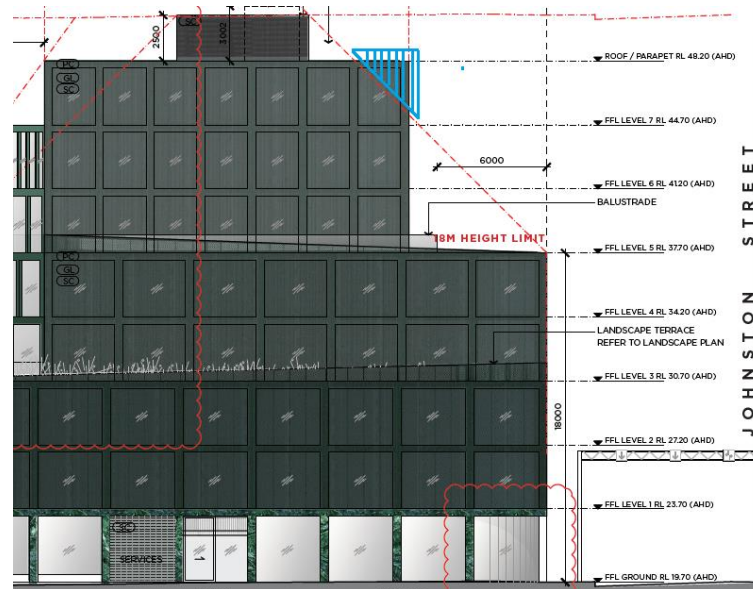 SC
2500
3000
ROOF / PARAPET RL 48.20 (AHD)
PC
GL
SC
FFL LEVEL 7 RL 44.70 (AHD)
6000
FFL LEVEL 6 RL 41.20 (AHD)
BALUSTRADE
18M HEIGHT LIMIT
FFL LEVEL 5 RL 37.70 (AHD)
PC
GL
SC
FFL LEVEL 4 RL 34.20 (AHD)
LANDSCAPE TERRACE
REFER TO LANDSCAPE PLAN
FFL LEVEL 3 RL 30.70 (AHD)
18000
FFL LEVEL 2 RL 27.20 (AHD)
FFL LEVEL 1 RL 23.70 (AHD)
SERVICES
FFL GROUND RL 19.70 (AHD)
JOHNSTON STREET